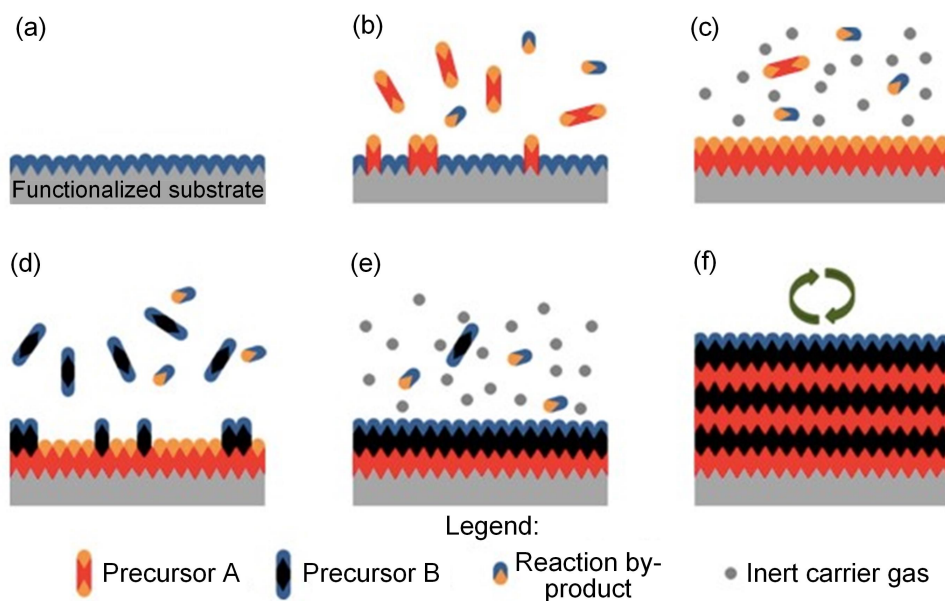 (a)
(b)
(c)
Functionalized substrate
(d)
(e)
(f)
Legend:
Precursor A
Precursor B
Reaction by-
product
Inert carrier gas